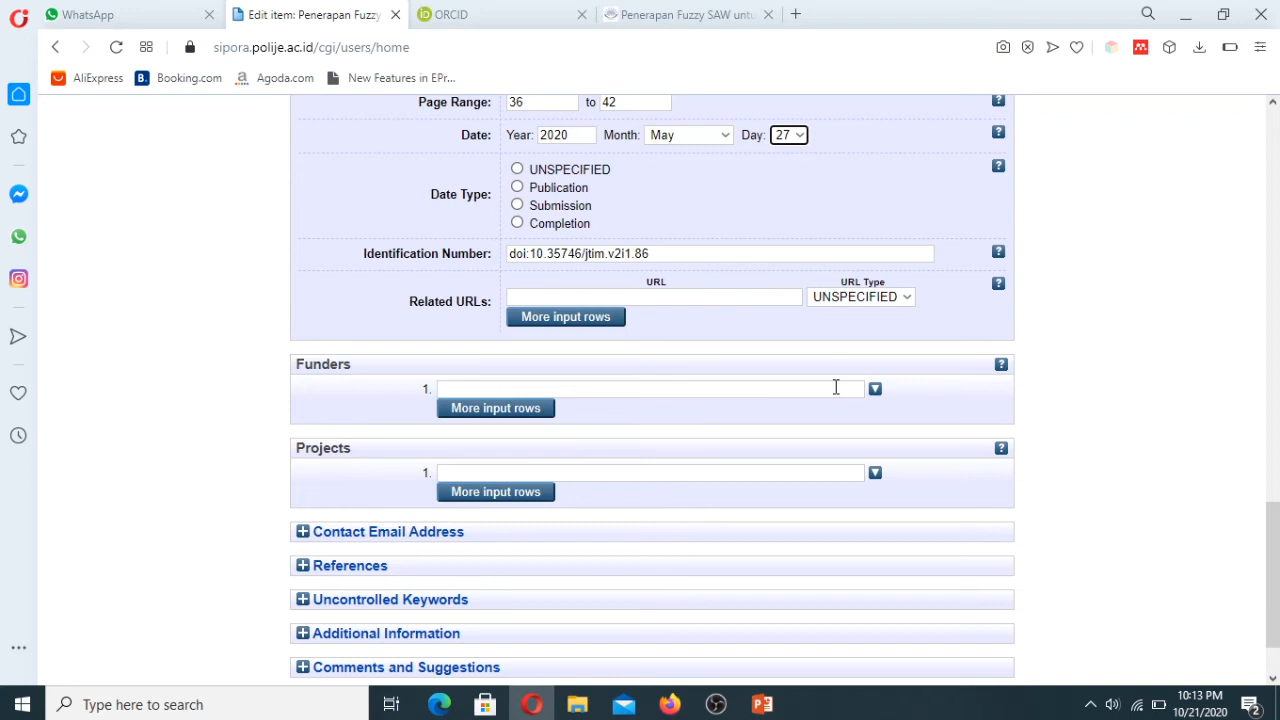 WhatsApp
Edit item: Penerapan Fuzzy
ORCID
Penerapan Fuzzy SAW untu
sipora.polije.ac.id/cgi/users/home
AliExpress
B. Booking.com
a Agoda.com
New Features in EPr...
Page Range: 36 to 42
Date: Year: 2020 Month: May Day: 27
Date Type:
UNSPECIFIED
Publication
Submission
Completion
Identification Number: doi:10.35746/jtim.v2i1.86
URL URL Type
Related URLs: UNSPECIFIED
More input rows
Funders
1.
More input rows
Projects
1.
More input rows
Contact Email Address
References
Uncontrolled Keywords
Additional Information
Comments and Suggestions
Type here to search
10:13 PM
10/21/2020
2